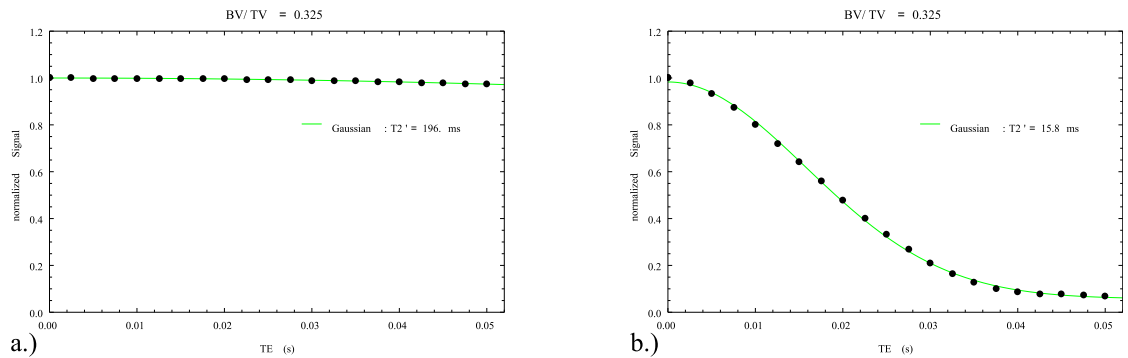 BV/ TV = 0.325
1.2
1.0
0.8
0.6
0.4
0.2
0.0
normalized Signal
Gaussian : T2 ' = 196. ms
0.00 0.01 0.02 0.03 0.04 0.05
TE (s)
a.)
BV/ TV = 0.325
1.2
1.0
0.8
0.6
0.4
0.2
0.0
normalized Signal
Gaussian : T2 ' = 15.8 ms
0.00 0.01 0.02 0.03 0.04 0.05
TE (s)
b.)